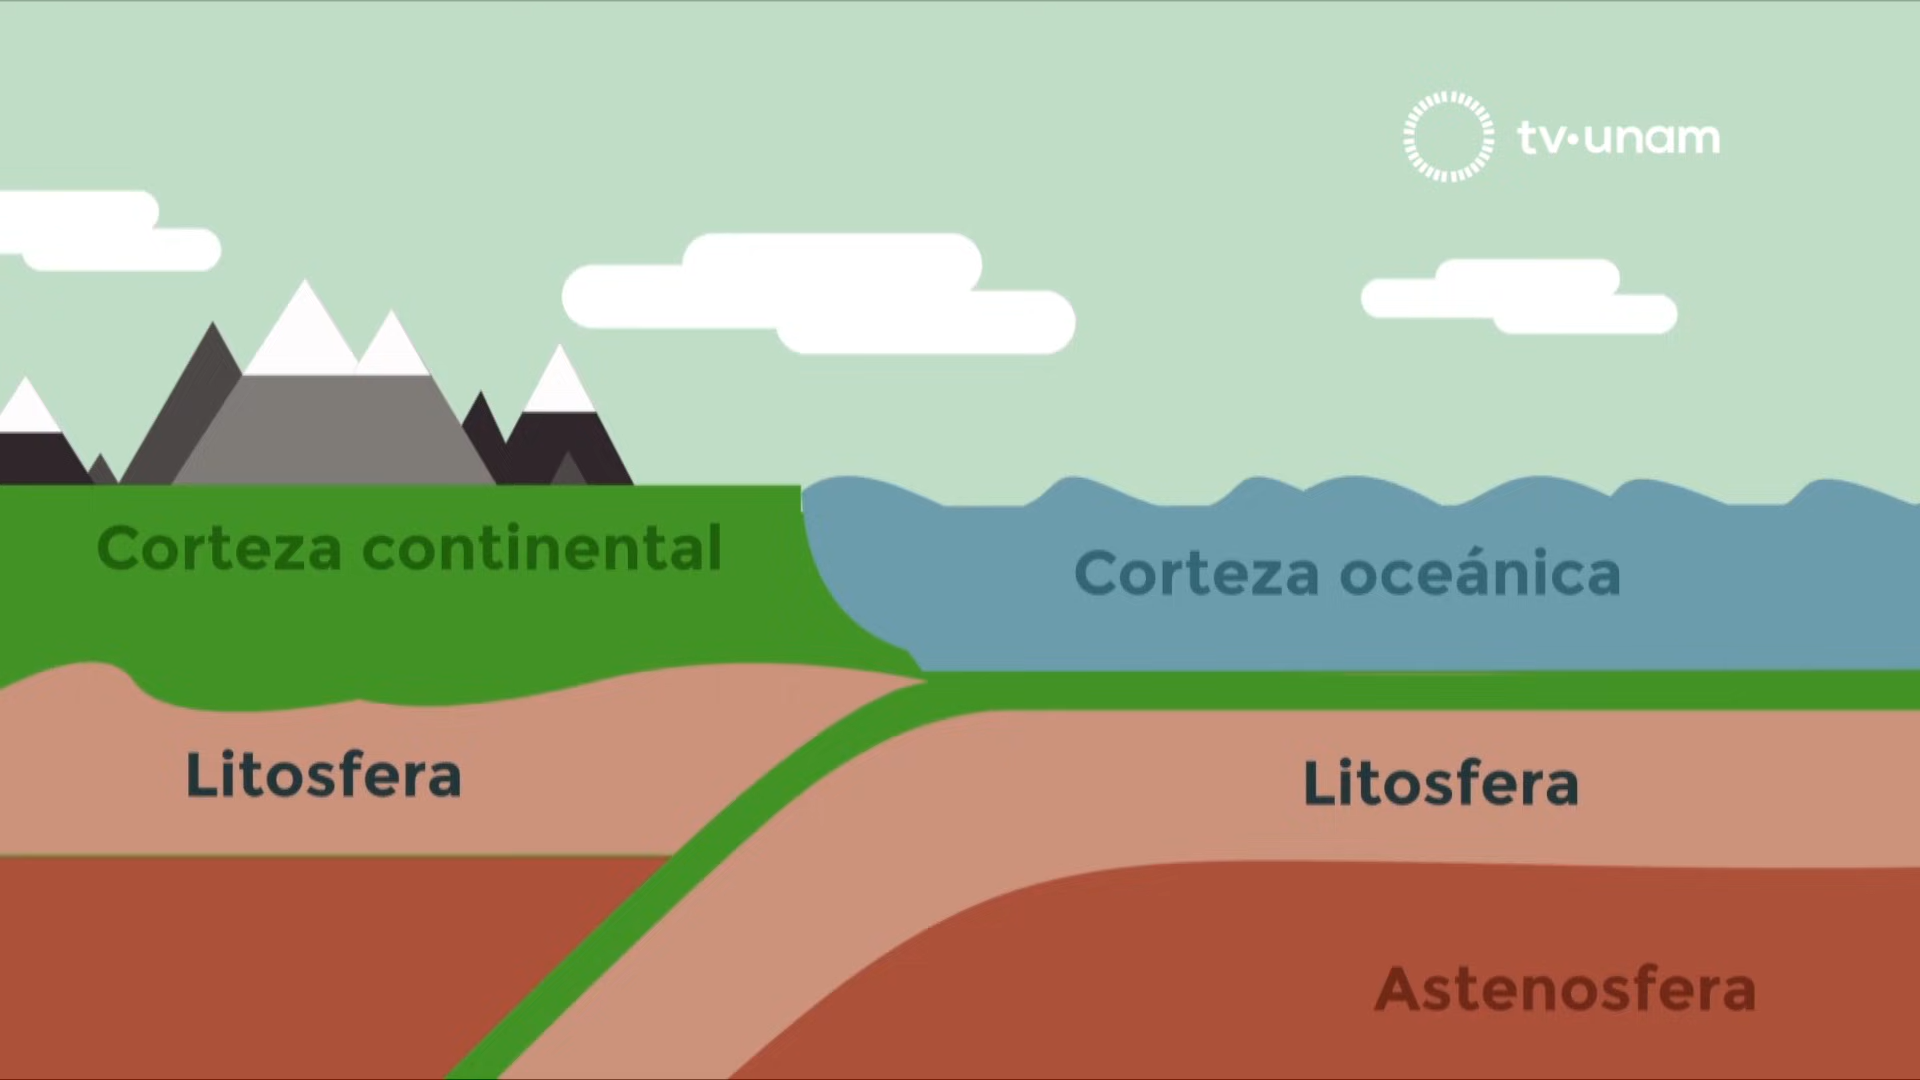 tv·unam
Corteza continental
Corteza oceánica
Litosfera
Litosfera
Astenosfera